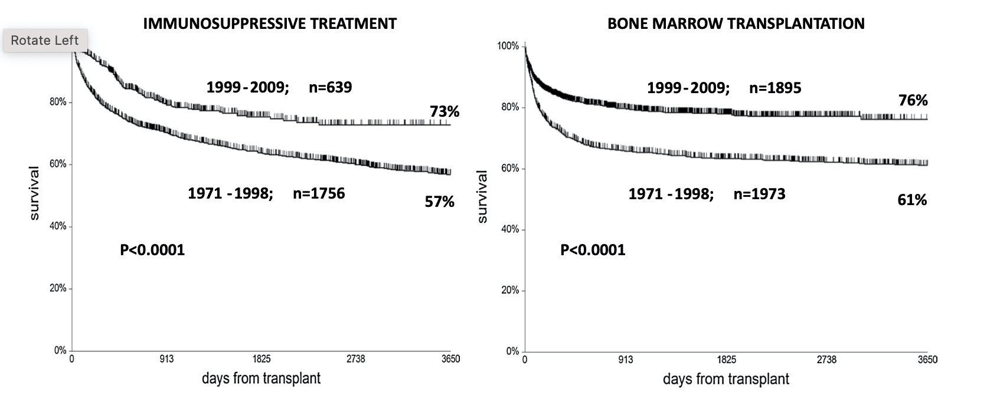 IMMUNOSUPPRESSIVE TREATMENT
Rotate Left
1999-2009; n=639
80%
73%
60%
survival
1971 -1998; n=1756
57%
40%
P<0.0001
20%
0%
0 913 1825 2738 3650
days from transplant
BONE MARROW TRANSPLANTATION
100%
1999-2009; n=1895
76%
80%
60%
survival
1971 -1998; n=1973
61%
40%
P<0.0001
20%
0%
0 913 1825 2738 3650
days from transplant